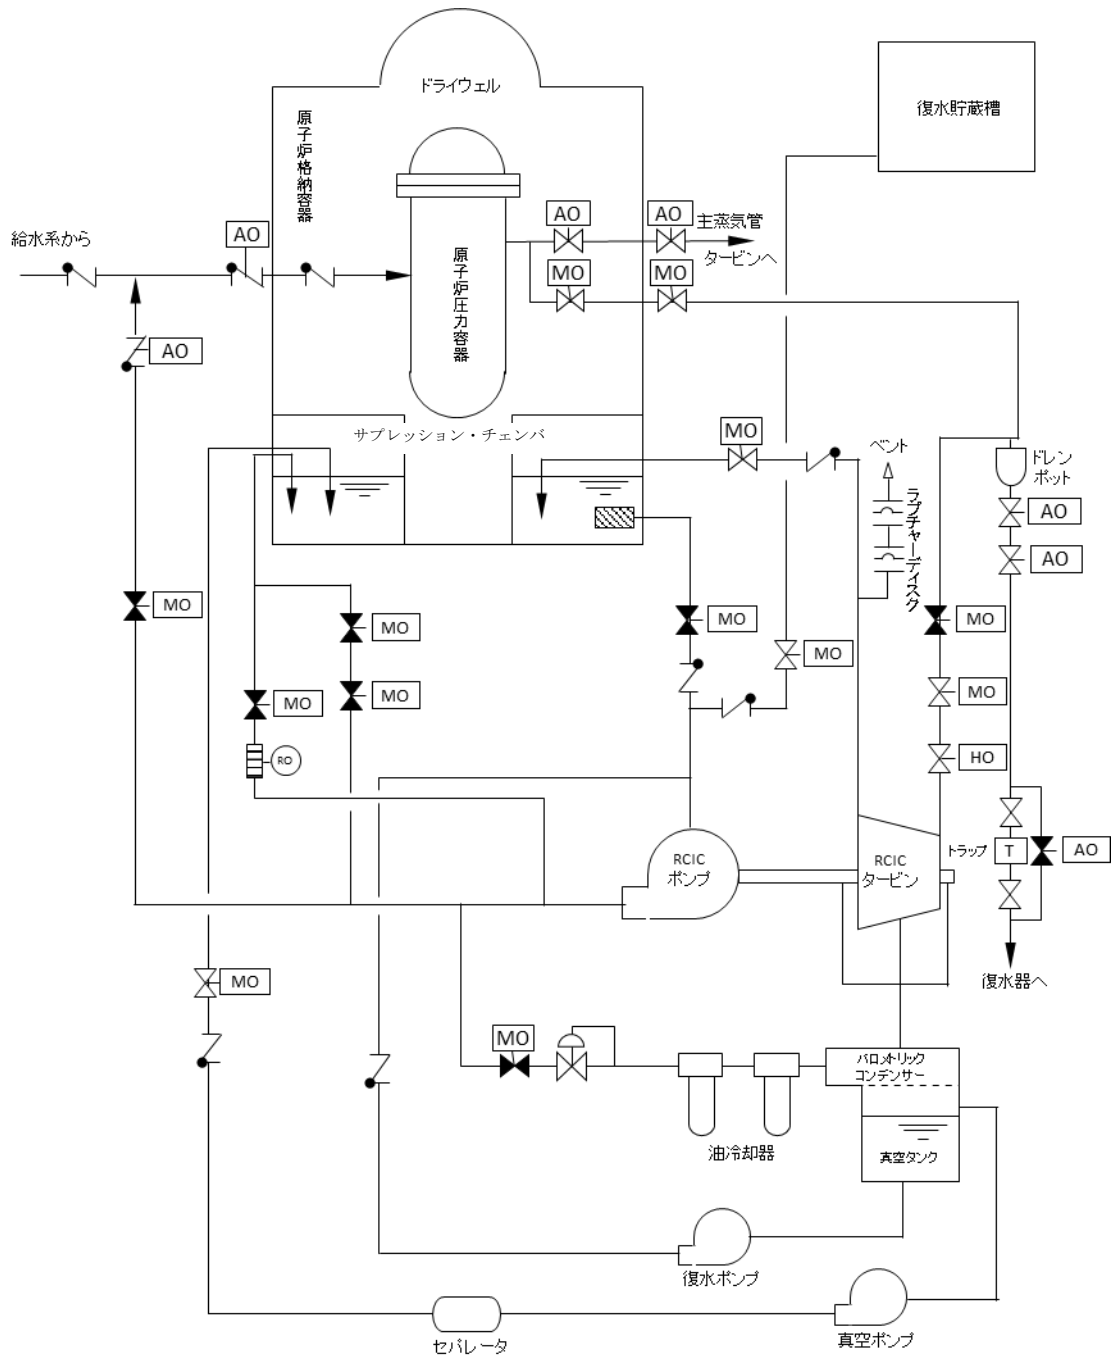 ドライウェル
復水貯蔵槽
原子炉格納容器
給水系から
AO
AO
AO
主蒸気管
タービンへ
MO
MO
原子炉圧力容器
AO
サプレッション・チェンバ
MO
ベント
ラプチャーディスク
ドレン
ポット
AO
AO
MO
MO
MO
MO
MO
MO
MO
MO
MO
RO
HO
RCIC
ポンプ
RCIC
タービン
トラップ
T
AO
復水器へ
MO
MO
バロメトリック
コンデンサー
油冷却器
真空タンク
復水ポンプ
セパレータ
真空ポンプ